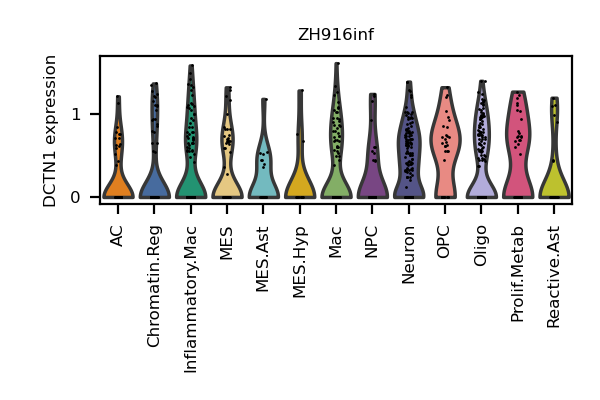 ZH916inf
DCTN1 expression
1
0
AC
Chromatin.Reg
Inflammatory.Mac
MES
MES.Ast
MES.Hyp
Mac
NPC
Neuron
OPC
Oligo
Prolif.Metab
Reactive.Ast